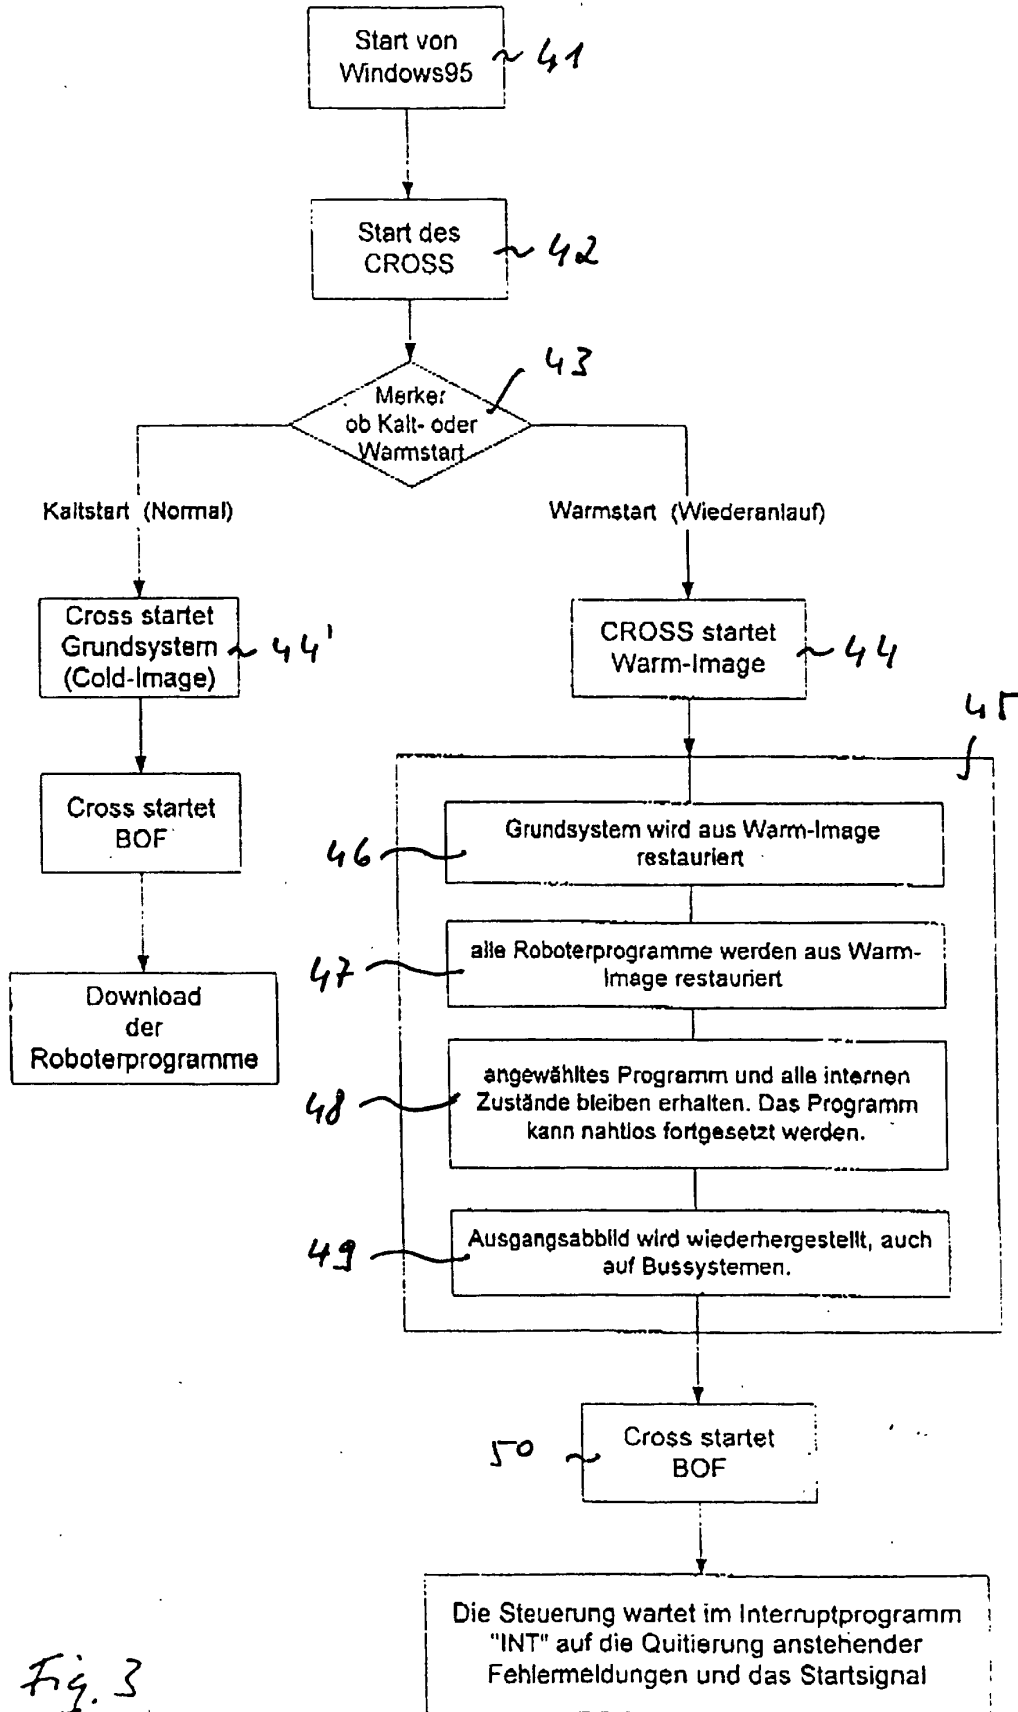 Start von
Windows95
41
Start des
CROSS
42
43
Merker
ob Kalt- oder
Warmstart
Kaltstart (Normal)
Warmstart (Wiederanlauf)
Cross startet
Grundsystem
(Cold-Image)
44'
CROSS startet
Warm-Image
44
45
Cross startet
BOF
Grundsystem wird aus Warm-Image
restauriert
46
alle Roboterprogramme werden aus Warm-
Image restauriert
47
Download
der
Roboterprogramme
angewähltes Programm und alle internen
Zustände bleiben erhalten. Das Programm
kann nahtlos fortgesetzt werden.
48
Ausgangsabbild wird wiederhergestellt, auch
auf Bussystemen.
49
50
Cross startet
BOF
Die Steuerung wartet im Interruptprogramm
"INT" auf die Quitierung anstehender
Fehlermeldungen und das Startsignal
Fig. 3